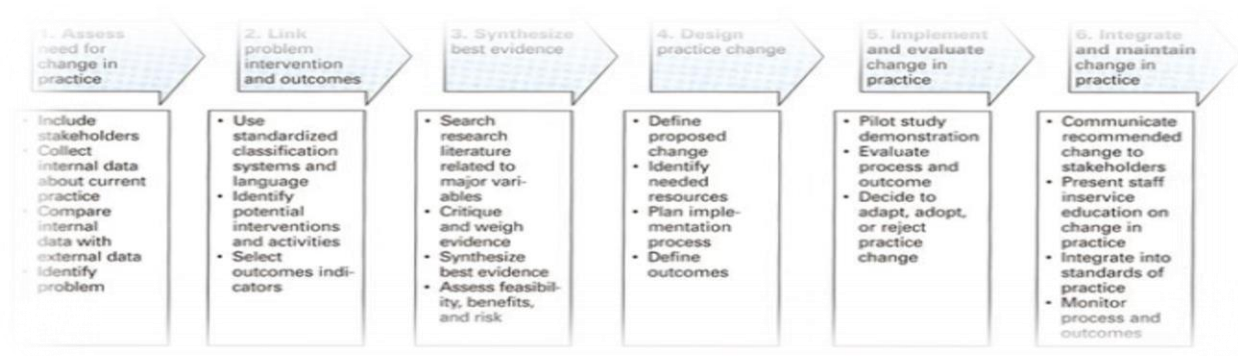 1. Assess
need for
change in
practice
• Include
stakeholders
• Collect
internal data
about current
practice
• Compare
internal
data with
external data
• Identify
problem
2. Link
problem
intervention
and outcomes
• Use
standardized
classification
systems and
language
• Identify
potential
interventions
and activities
• Select
outcomes indi-
cators
3. Synthesize
best evidence
• Search
research
literature
related to
major vari-
ables
• Critique
and weigh
evidence
• Synthesize
best evidence
• Assess feasibil-
ity, benefits,
and risk
4. Design
practice change
• Define
proposed
change
• Identify
needed
resources
• Plan imple-
mentation
process
• Define
outcomes
5. Implement
and evaluate
change in
practice
• Pilot study
demonstration
• Evaluate
process and
outcome
• Decide to
adapt, adopt,
or reject
practice
change
6. Integrate
and maintain
change in
practice
• Communicate
recommended
change to
stakeholders
• Present staff
inservice
education on
change in
practice
• Integrate into
standards of
practice
• Monitor
process and
outcomes